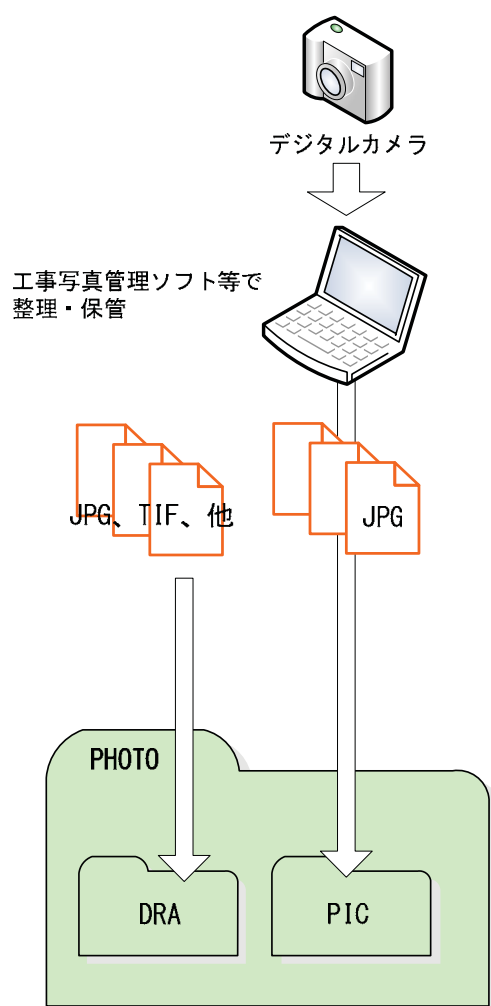 デジタルカメラ
工事写真管理ソフト等で
整理・保管
JPG、TIF、他
JPG
PHOTO
DRA
PIC